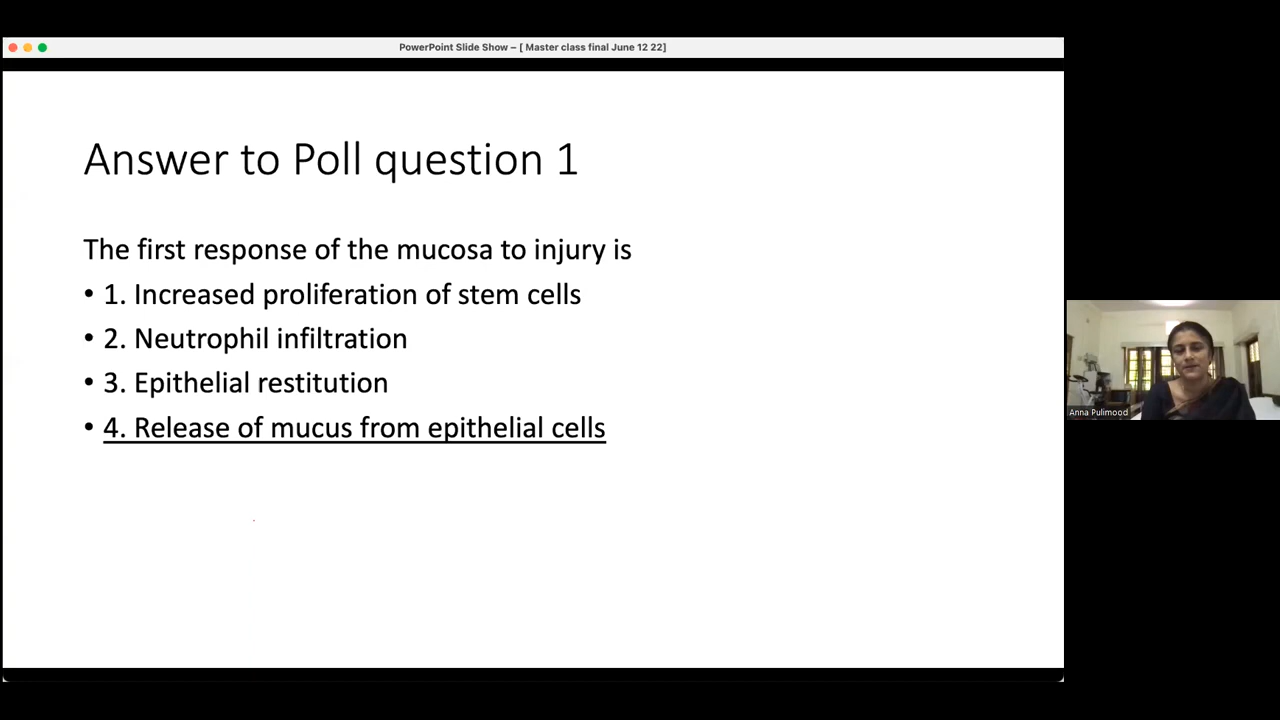 PowerPoint Slide Show – [ Master class final June 12 22]
Answer to Poll question 1
The first response of the mucosa to injury is
• 1. Increased proliferation of stem cells
• 2. Neutrophil infiltration
• 3. Epithelial restitution
• 4. Release of mucus from epithelial cells
Anna Pulimood